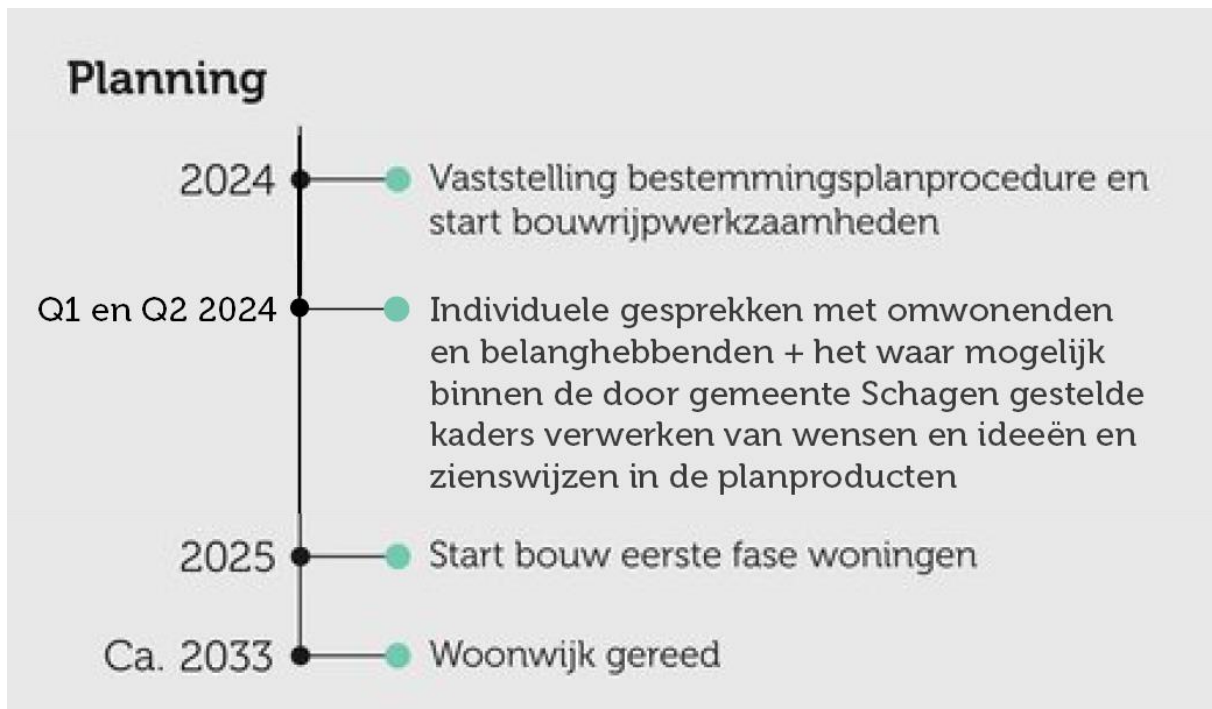 Planning
2024
Vaststelling bestemmingsplanprocedure en
start bouwrijpwerkzaamheden
Q1 en Q2 2024
Individuele gesprekken met omwonenden
en belanghebbenden + het waar mogelijk
binnen de door gemeente Schagen gestelde
kaders verwerken van wensen en ideeën en
zienswijzen in de planproducten
2025
Start bouw eerste fase woningen
Ca. 2033
Woonwijk gereed